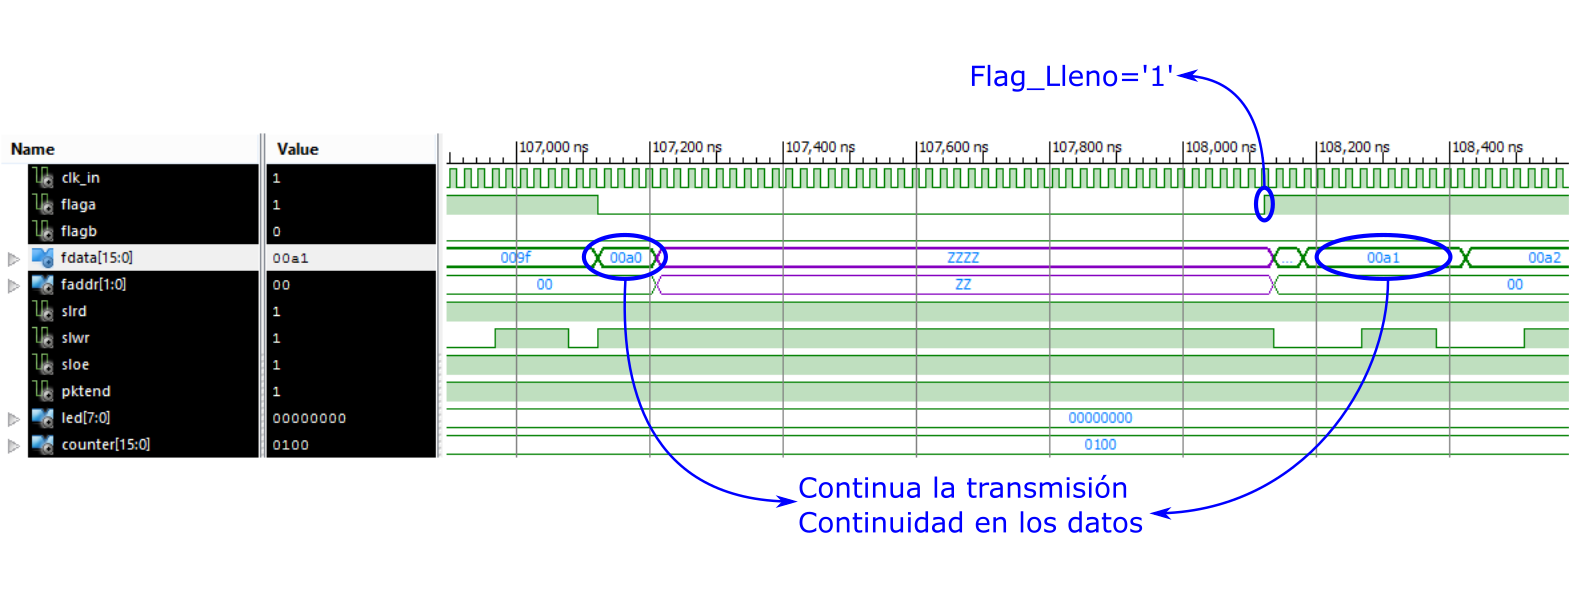 Flag_Lleno='1'
Name Value 107,000 ns 107,200 ns 107,400 ns 107,600 ns 107,800 ns 108,000 ns 108,200 ns 108,400 ns
clk_in 1
flaga 1
flagb 0
fdata[15:0] 00a1 009f 00a0 ZZZZ ... 00a1 00a2
faddr[1:0] 00 00 ZZ 00
slrd 1
slwr 1
sloe 1
pktend 1
led[7:0] 00000000 00000000
counter[15:0] 0100 0100
Continua la transmisión
Continuidad en los datos